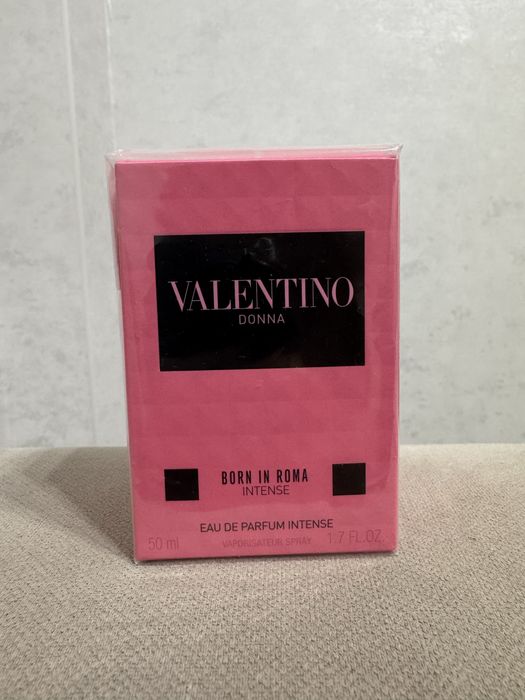 VALENTINO
DONNA
BORN IN ROMA
INTENSE
EAU DE PARFUM INTENSE
50 ml VAPORISATEUR SPRAY 1.7 FL.OZ.